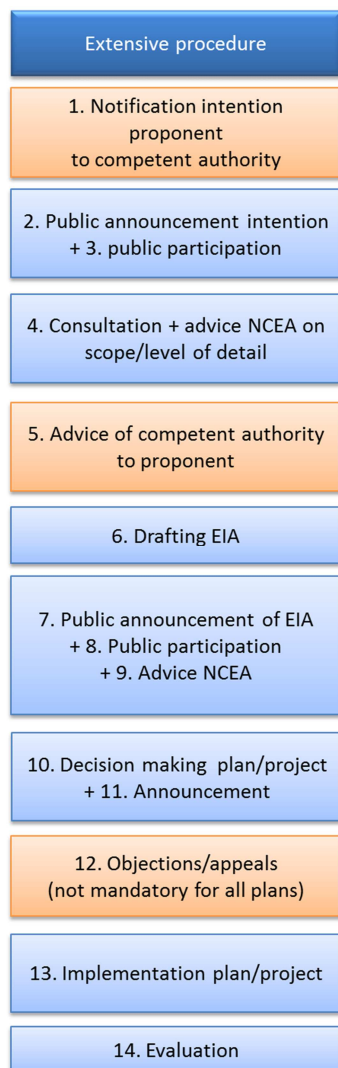 Extensive procedure
1. Notification intention
proponent
to competent authority
2. Public announcement intention
+ 3. public participation
4. Consultation + advice NCEA on
scope/level of detail
5. Advice of competent authority
to proponent
6. Drafting EIA
7. Public announcement of EIA
+ 8. Public participation
+ 9. Advice NCEA
10. Decision making plan/project
+ 11. Announcement
12. Objections/appeals
(not mandatory for all plans)
13. Implementation plan/project
14. Evaluation